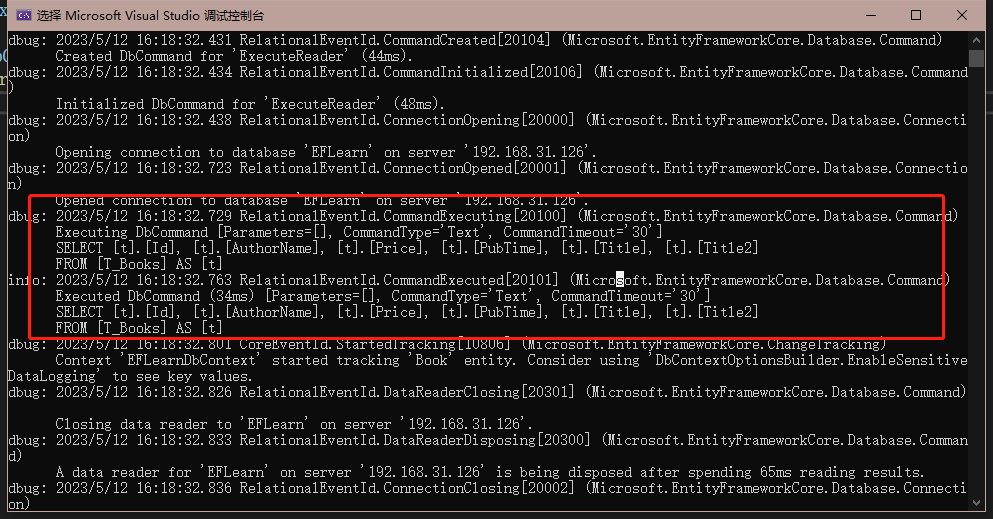 选择 Microsoft Visual Studio 调试控制台
dbug: 2023/5/12 16:18:32.431 RelationalEventId.CommandCreated[20104] (Microsoft.EntityFrameworkCore.Database.Command)
Created DbCommand for 'ExecuteReader' (44ms).
dbug: 2023/5/12 16:18:32.434 RelationalEventId.CommandInitialized[20106] (Microsoft.EntityFrameworkCore.Database.Command
)
Initialized DbCommand for 'ExecuteReader' (48ms).
dbug: 2023/5/12 16:18:32.438 RelationalEventId.ConnectionOpening[20000] (Microsoft.EntityFrameworkCore.Database.Connecti
on)
Opening connection to database 'EFLearn' on server '192.168.31.126'.
dbug: 2023/5/12 16:18:32.723 RelationalEventId.ConnectionOpened[20001] (Microsoft.EntityFrameworkCore.Database.Connectio
n)
Opened connection to database 'EFLearn' on server '192.168.31.126'.
dbug: 2023/5/12 16:18:32.729 RelationalEventId.CommandExecuting[20100] (Microsoft.EntityFrameworkCore.Database.Command)
Executing DbCommand [Parameters=[], CommandType='Text', CommandTimeout='30']
SELECT [t].[Id], [t].[AuthorName], [t].[Price], [t].[PubTime], [t].[Title], [t].[Title2]
FROM [T_Books] AS [t]
info: 2023/5/12 16:18:32.763 RelationalEventId.CommandExecuted[20101] (Microsoft.EntityFrameworkCore.Database.Command)
Executed DbCommand (34ms) [Parameters=[], CommandType='Text', CommandTimeout='30']
SELECT [t].[Id], [t].[AuthorName], [t].[Price], [t].[PubTime], [t].[Title], [t].[Title2]
FROM [T_Books] AS [t]
dbug: 2023/5/12 16:18:32.801 CoreEventId.StartedTracking[10806] (Microsoft.EntityFrameworkCore.ChangeTracking)
Context 'EFLearnDbContext' started tracking 'Book' entity. Consider using 'DbContextOptionsBuilder.EnableSensitive
DataLogging' to see key values.
dbug: 2023/5/12 16:18:32.826 RelationalEventId.DataReaderClosing[20301] (Microsoft.EntityFrameworkCore.Database.Command)
Closing data reader to 'EFLearn' on server '192.168.31.126'.
dbug: 2023/5/12 16:18:32.833 RelationalEventId.DataReaderDisposing[20300] (Microsoft.EntityFrameworkCore.Database.Comman
d)
A data reader for 'EFLearn' on server '192.168.31.126' is being disposed after spending 65ms reading results.
dbug: 2023/5/12 16:18:32.836 RelationalEventId.ConnectionClosing[20002] (Microsoft.EntityFrameworkCore.Database.Connecti
on)